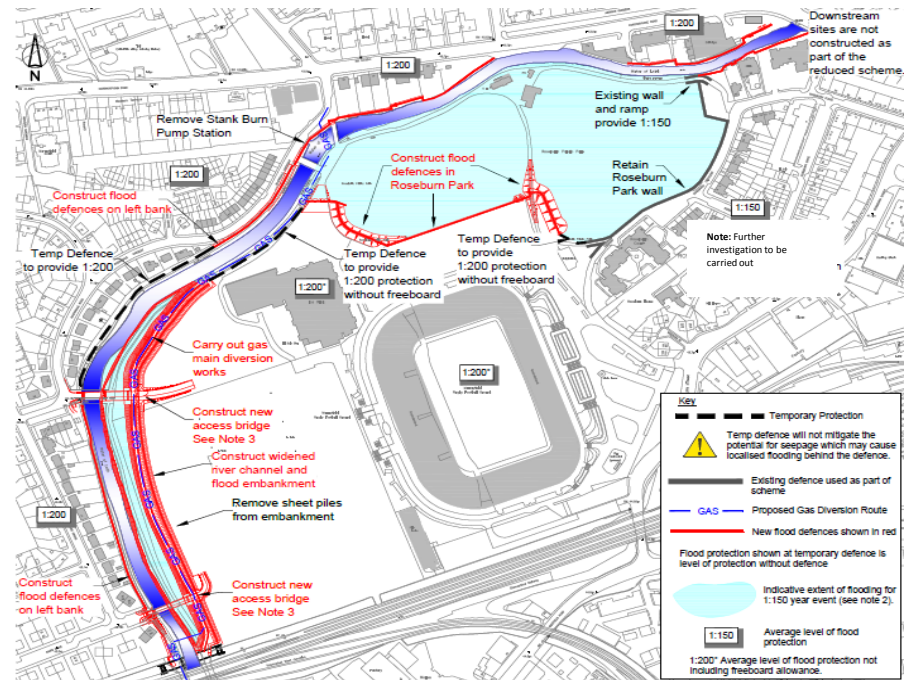 1:200
Downstream
sites are not
constructed as
part of the
reduced scheme.
N
1:200
Remove Stank Burn
Pump Station
Existing wall
and ramp
provide 1:150
1:200
Construct flood
defences in
Roseburn Park
Retain
Roseburn
Park wall
Construct flood
defences on left bank
GAS
GAS
1:150
Temp Defence
to provide 1:200
GAS
GAS
Temp Defence
to provide
1:200 protection
without freeboard
Temp Defence
to provide
1:200 protection
without freeboard
Note: Further
investigation to be
carried out
1:200*
GAS
Carry out gas
main diversion
works
GAS
1:200*
Construct new
access bridge
See Note 3
GAS
Construct widened
river channel and
flood embankment
GAS
Remove sheet piles
from embankment
1:200
GAS
Construct
flood defences
on left bank
Construct new
access bridge
See Note 3
GAS
GAS
Key
Temporary Protection
Temp defence will not mitigate the
potential for seepage which may cause
localised flooding behind the defence.
Existing defence used as part of
scheme
GAS Proposed Gas Diversion Route
New flood defences shown in red
Flood protection shown at temporary defence is
level of protection without defence
Indicative extent of flooding for
1:150 year event (see note 2).
1:150 Average level of flood
protection
1:200* Average level of flood protection not
including freeboard allowance.